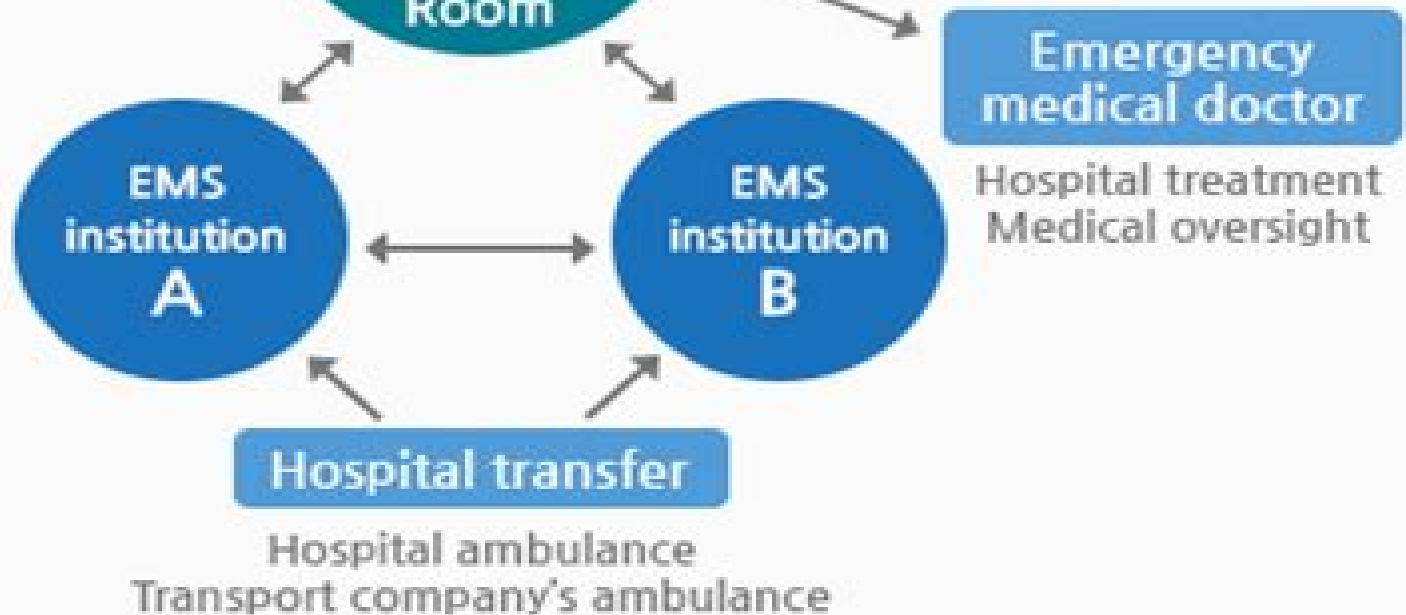 Room
Emergency
medical doctor
Hospital treatment
Medical oversight
EMS
institution
A
EMS
institution
B
Hospital transfer
Hospital ambulance
Transport company's ambulance